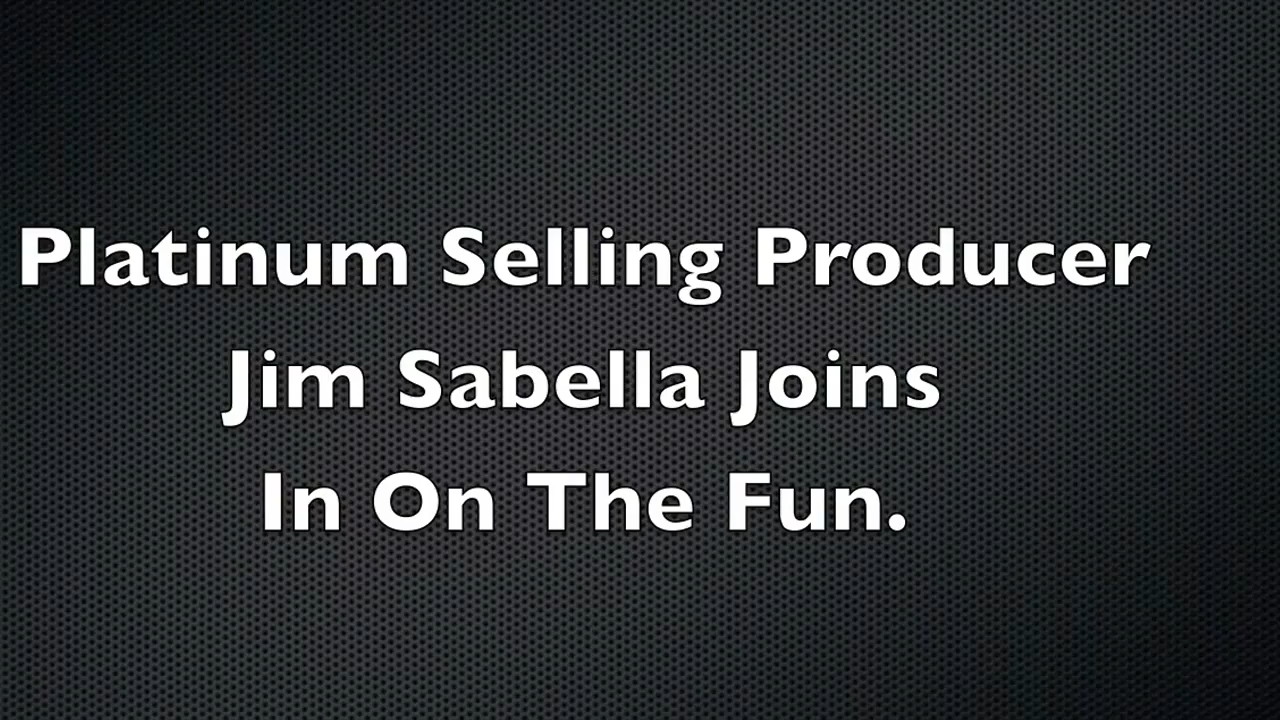 Platinum Selling Producer
Jim Sabella Joins
In On The Fun.